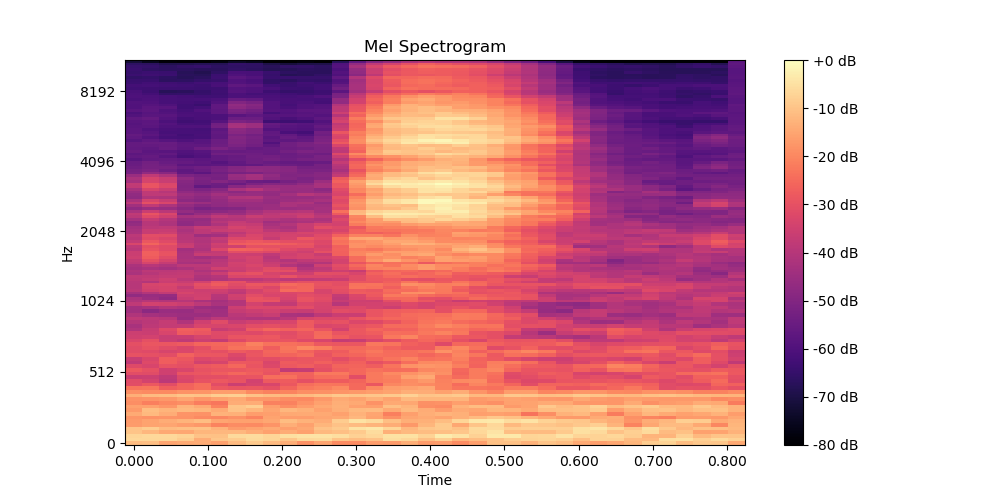 Mel Spectrogram
Hz
8192
4096
2048
1024
512
0
0.000 0.100 0.200 0.300 0.400 0.500 0.600 0.700 0.800
Time
+0 dB
-10 dB
-20 dB
-30 dB
-40 dB
-50 dB
-60 dB
-70 dB
-80 dB